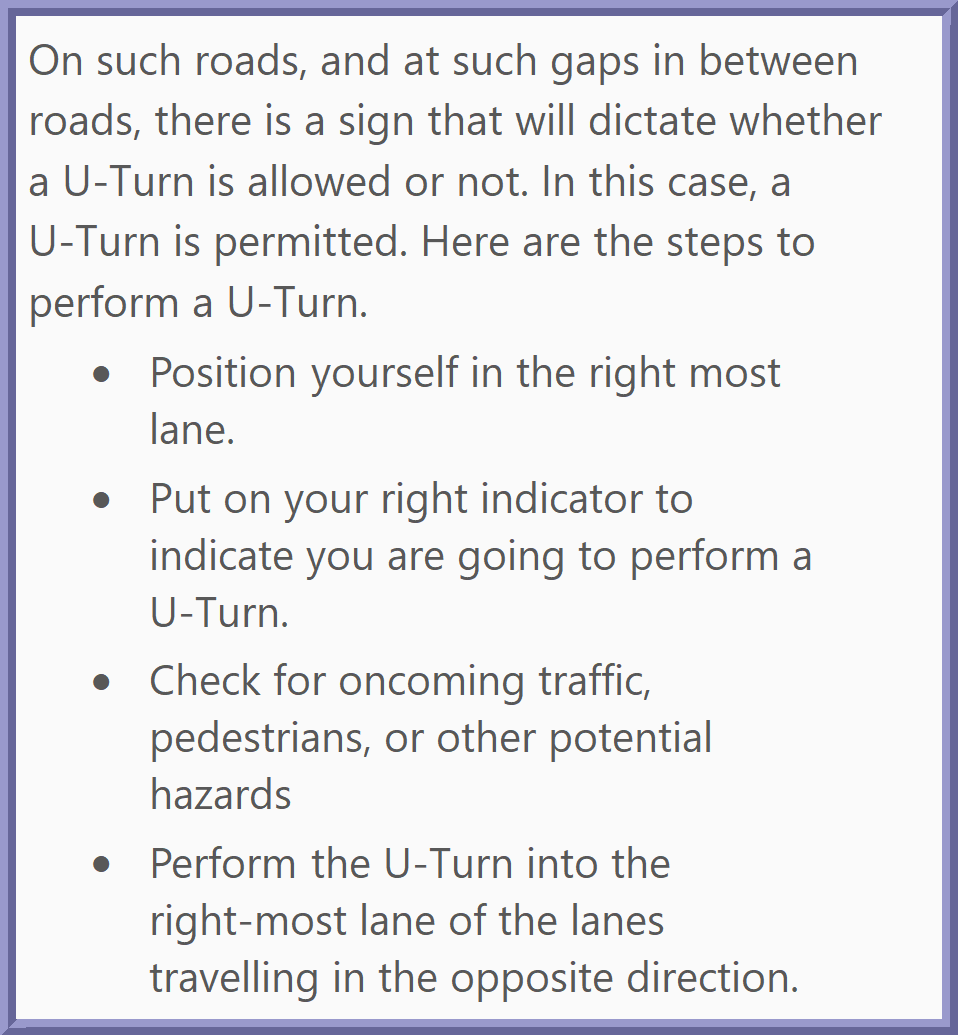 On such roads, and at such gaps in between
roads, there is a sign that will dictate whether
a U-Turn is allowed or not. In this case, a
U-Turn is permitted. Here are the steps to
perform a U-Turn.
● Position yourself in the right most
lane.
● Put on your right indicator to
indicate you are going to perform a
U-Turn.
● Check for oncoming traffic,
pedestrians, or other potential
hazards
● Perform the U-Turn into the
right-most lane of the lanes
travelling in the opposite direction.